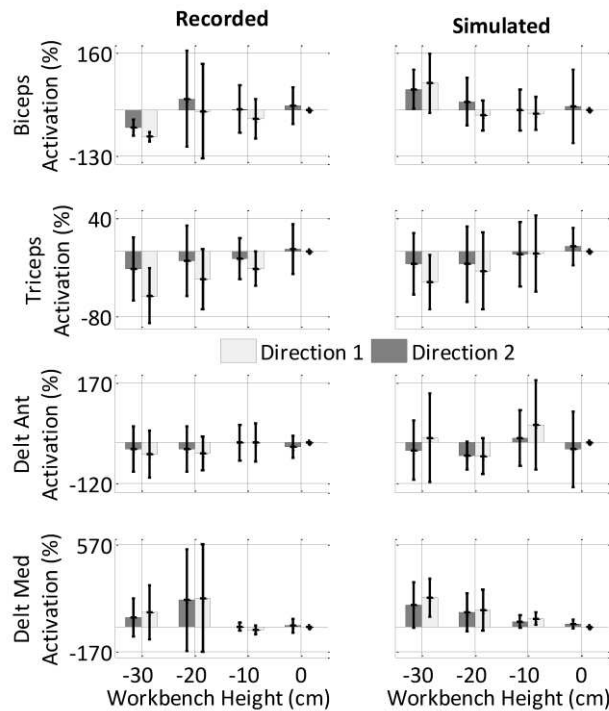 Recorded Simulated
Biceps
Activation (%)
160
-130
Triceps
Activation (%)
40
-80
Direction 1 Direction 2
Delt Ant
Activation (%)
170
-120
Delt Med
Activation (%)
570
-170
-30 -20 -10 0 -30 -20 -10 0
Workbench Height (cm) Workbench Height (cm)